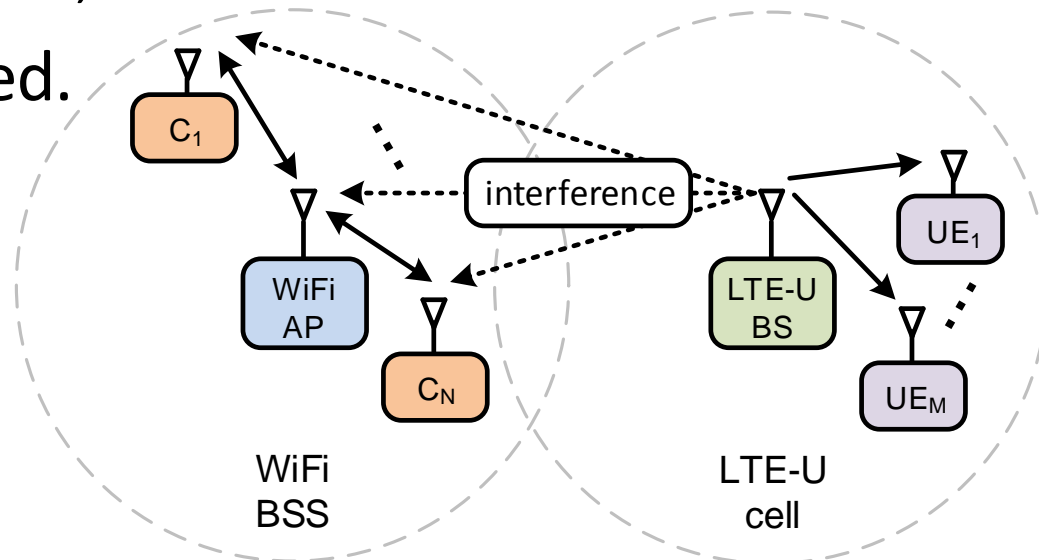 ed.
C1
interference
UE1
WiFi
AP
LTE-U
BS
CN
UEM
WiFi
BSS
LTE-U
cell